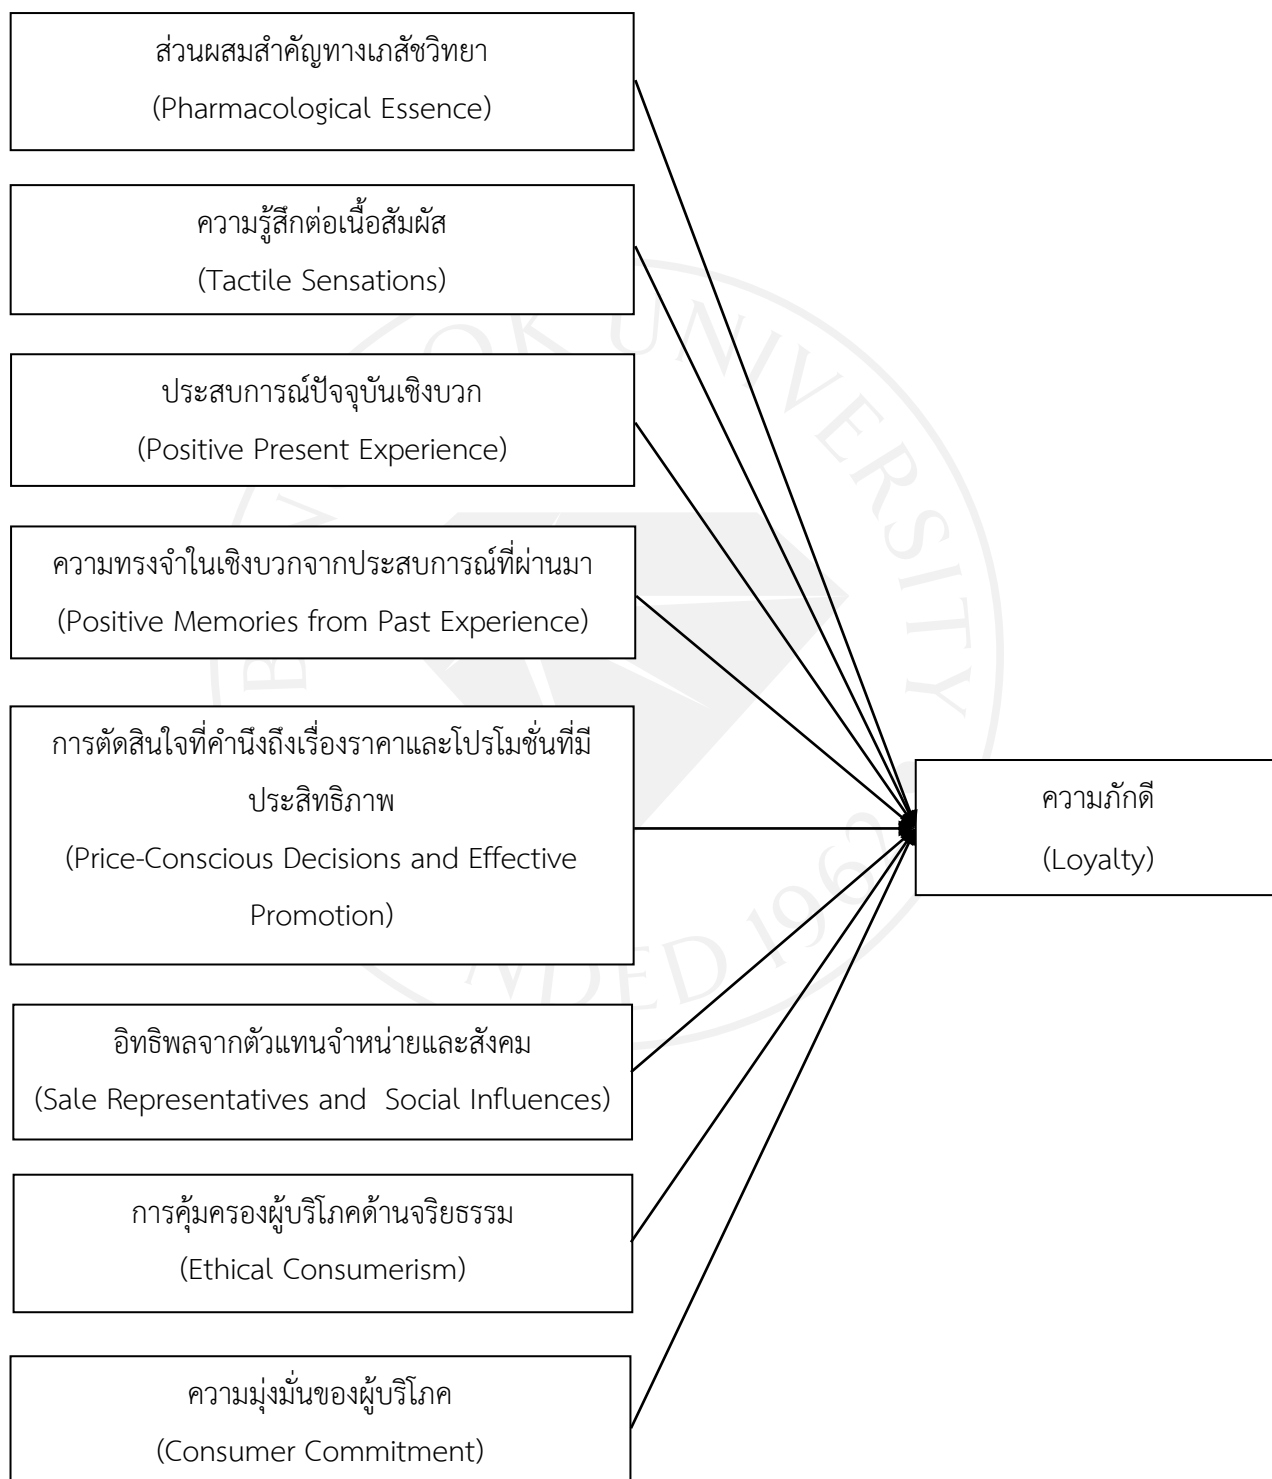 ส่วนผสมสำคัญทางเภสัชวิทยา
(Pharmacological Essence)
ความรู้สึกต่อเนื้อสัมผัส
(Tactile Sensations)
ประสบการณ์ปัจจุบันเชิงบวก
(Positive Present Experience)
ความทรงจำในเชิงบวกจากประสบการณ์ที่ผ่านมา
(Positive Memories from Past Experience)
การตัดสินใจที่คำนึงถึงเรื่องราคาและโปรโมชั่นที่มี
ประสิทธิภาพ
(Price-Conscious Decisions and Effective
Promotion)
อิทธิพลจากตัวแทนจำหน่ายและสังคม
(Sale Representatives and  Social Influences)
การคุ้มครองผู้บริโภคด้านจริยธรรม
(Ethical Consumerism)
ความมุ่งมั่นของผู้บริโภค
(Consumer Commitment)
ความภักดี
(Loyalty)
UNIVERSITY